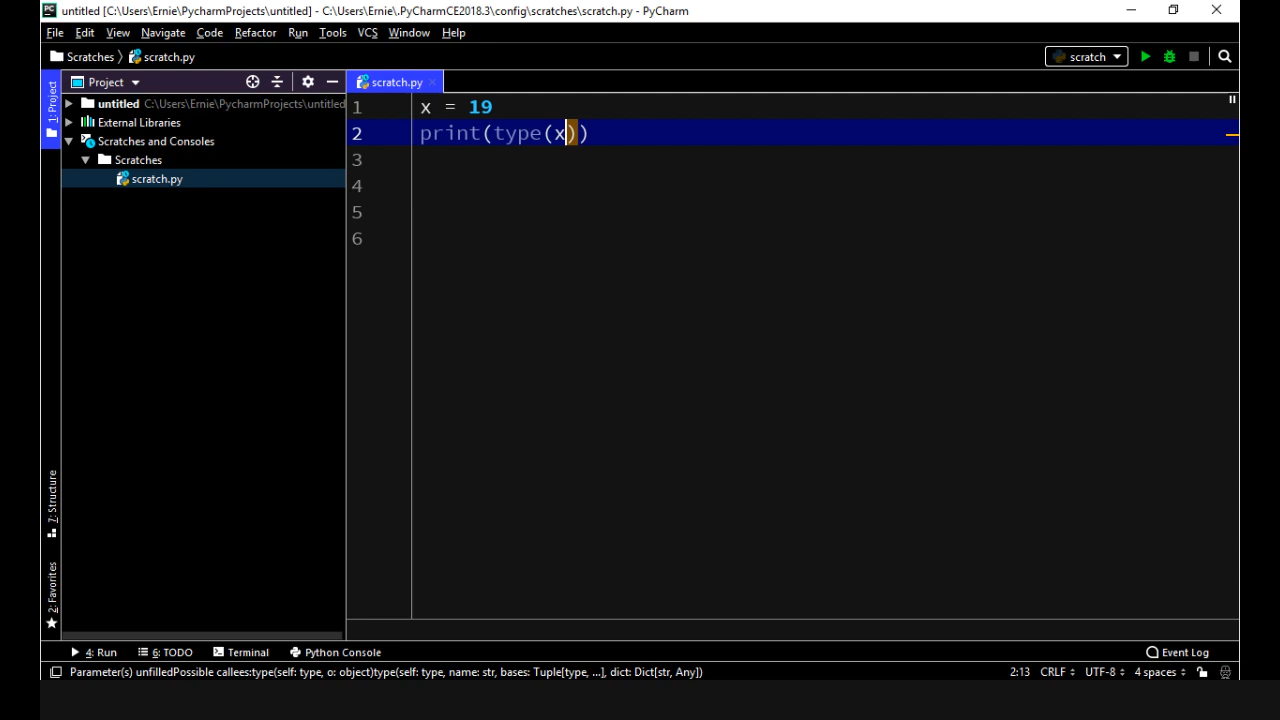 PC untitled [C:\Users\Ernie\PycharmProjects\untitled] - C:\Users\Ernie\.PyCharmCE2018.3\config\scratches\scratch.py - PyCharm
File Edit View Navigate Code Refactor Run Tools VCS Window Help
Scratches scratch.py scratch
1: Project
Project
untitled C:\Users\Ernie\PycharmProjects\untitled
External Libraries
Scratches and Consoles
Scratches
scratch.py
scratch.py
1 x = 19
2 print(type(x))
3
4
5
6
7: Structure
2: Favorites
4: Run 6: TODO Terminal Python Console Event Log
Parameter(s) unfilledPossible callees:type(self: type, o: object)type(self: type, name: str, bases: Tuple[type, ...], dict: Dict[str, Any]) 2:13 CRLF UTF-8 4 spaces